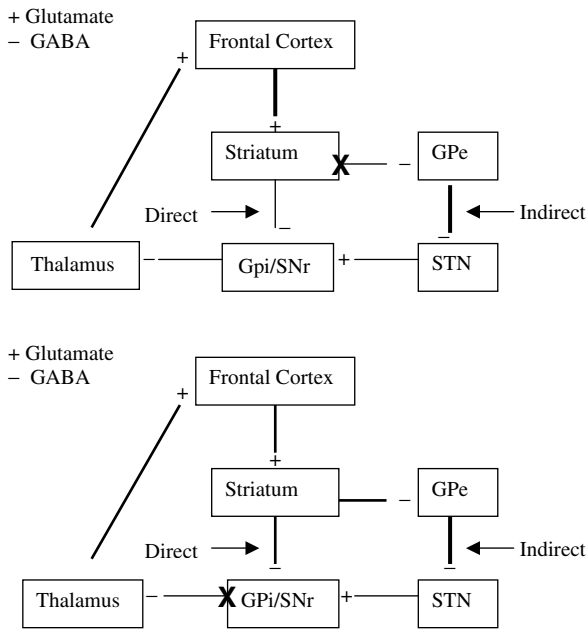 + Glutamate
− GABA
+ Frontal Cortex
+
Striatum X − GPe
Direct − − Indirect
Thalamus − Gpi/SNr + STN
+ Glutamate
− GABA
+ Frontal Cortex
+
Striatum − GPe
Direct − − Indirect
Thalamus − X GPi/SNr + STN